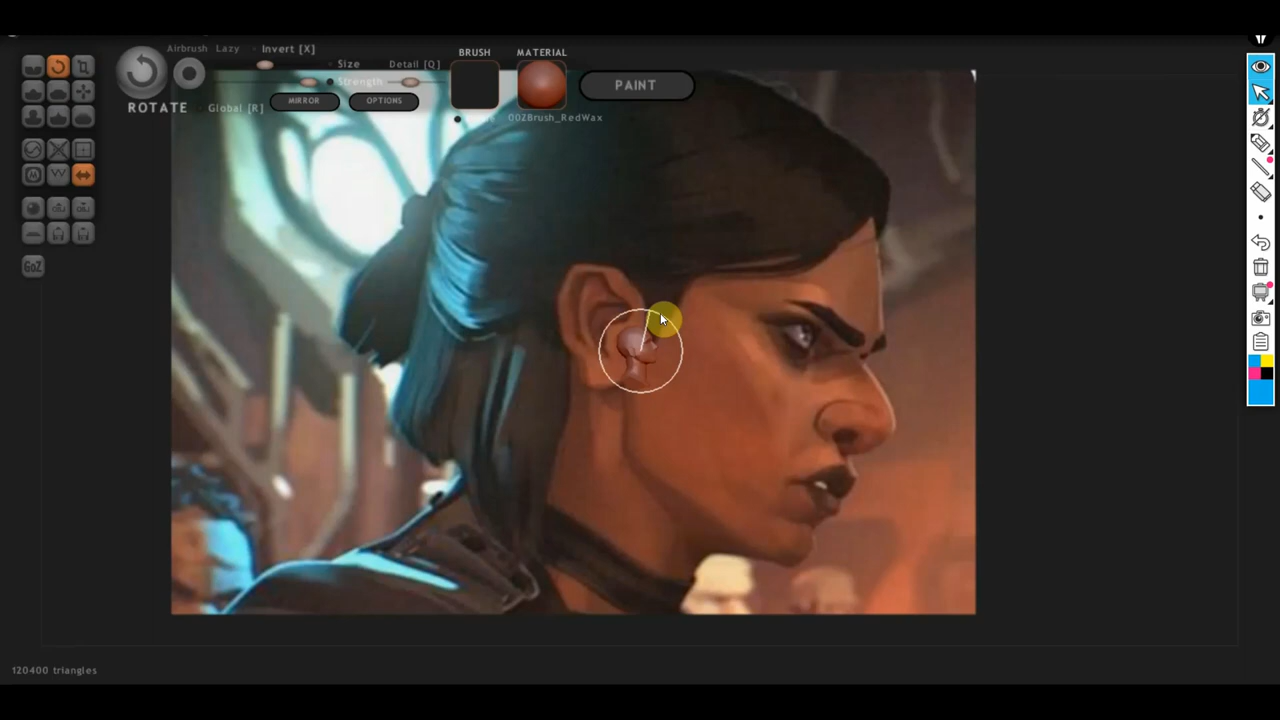 Airbrush Lazy Invert [X]
BRUSH MATERIAL
Size Detail [Q]
Strength
PAINT
MIRROR OPTIONS
ROTATE Global [R]
00ZBrush_RedWax
GoZ
120400 triangles